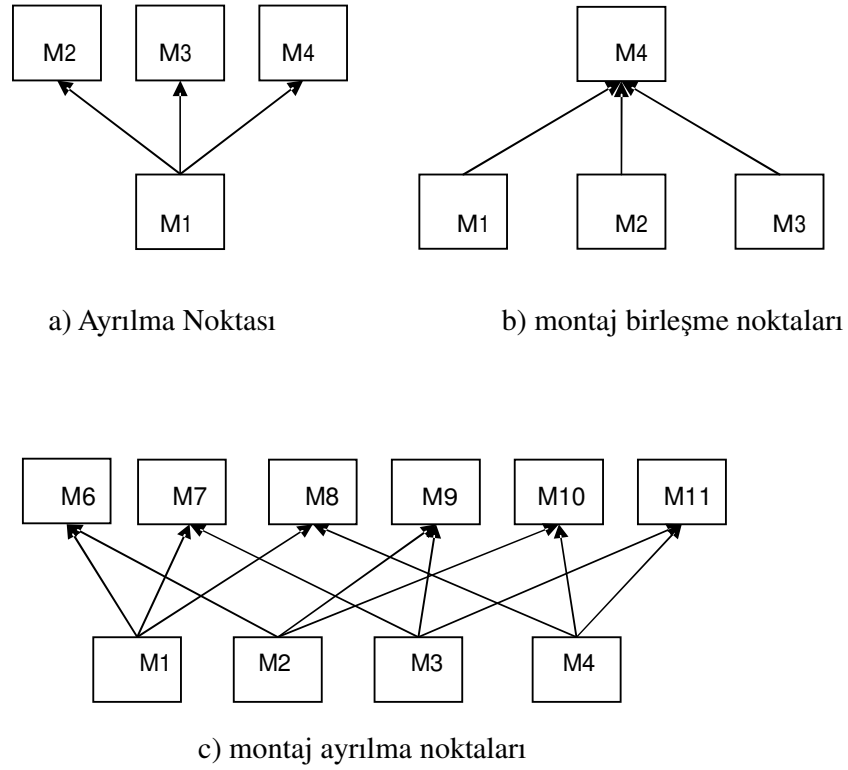 M2 M3 M4
M4
M1
M1 M2 M3
a) Ayrılma Noktası
b) montaj birleşme noktaları
M6 M7 M8 M9 M10 M11
M1 M2 M3 M4
c) montaj ayrılma noktaları